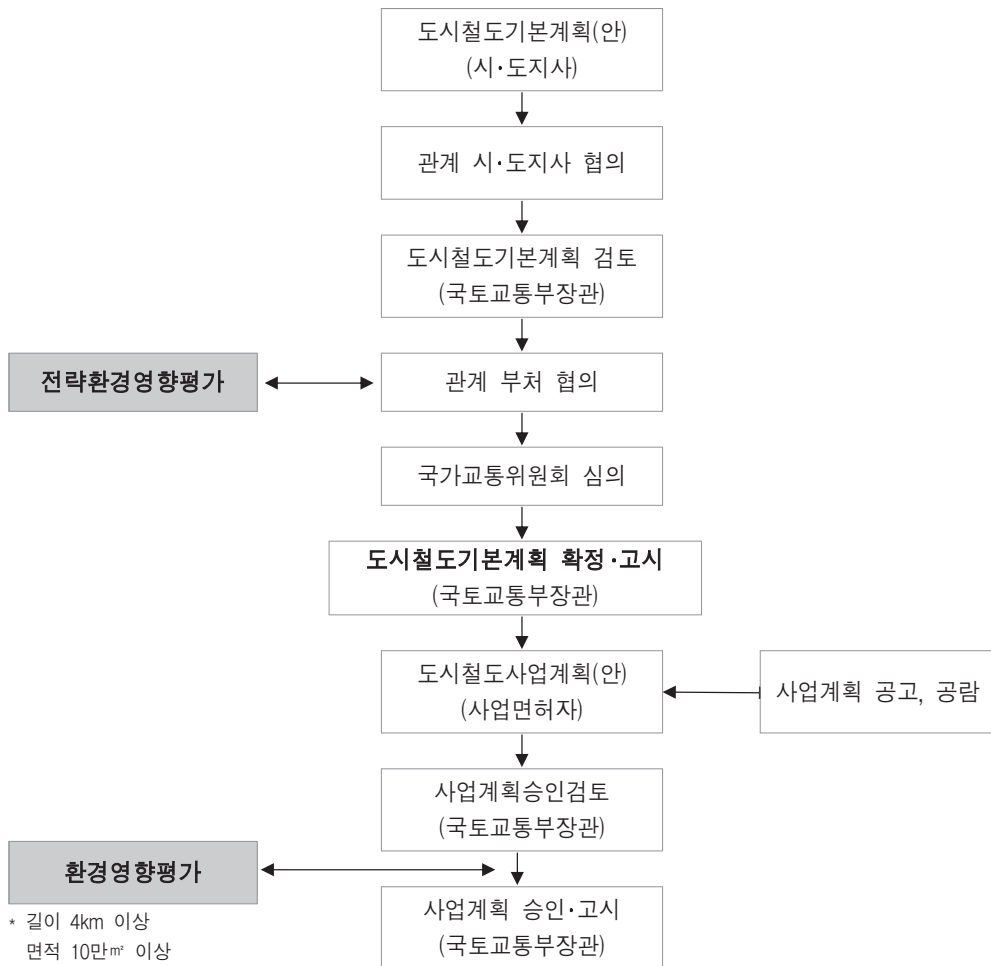 도시철도기본계획(안)
(시·도지사)
관계 시·도지사 협의
도시철도기본계획 검토
(국토교통부장관)
전략환경영향평가
관계 부처 협의
국가교통위원회 심의
도시철도기본계획 확정·고시
(국토교통부장관)
도시철도사업계획(안)
(사업면허자)
사업계획 공고, 공람
사업계획승인검토
(국토교통부장관)
환경영향평가
* 길이 4km 이상
면적 10만㎡ 이상
사업계획 승인·고시
(국토교통부장관)